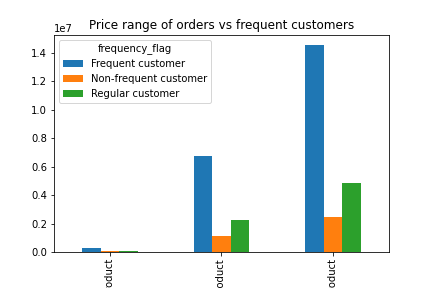 Price range of orders vs frequent customers
1e7
frequency_flag
Frequent customer
Non-frequent customer
Regular customer
1.4
1.2
1.0
0.8
0.6
0.4
0.2
0.0
oduct
oduct
oduct